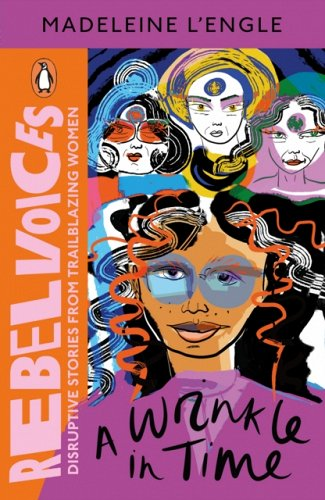 MADELEINE L'ENGLE
REBEL VOICES
DISRUPTIVE STORIES FROM TRAILBLAZING WOMEN
A WRINKLE
IN TIME